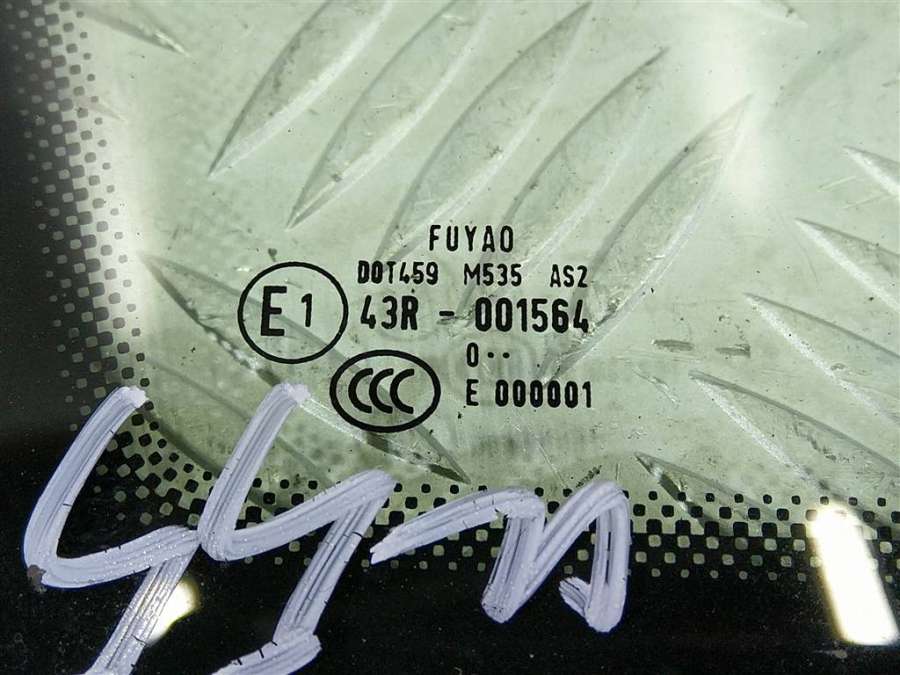 FUYAO
DOT459 M535 AS2
E1 43R - 001564
0··
CCC E 000001